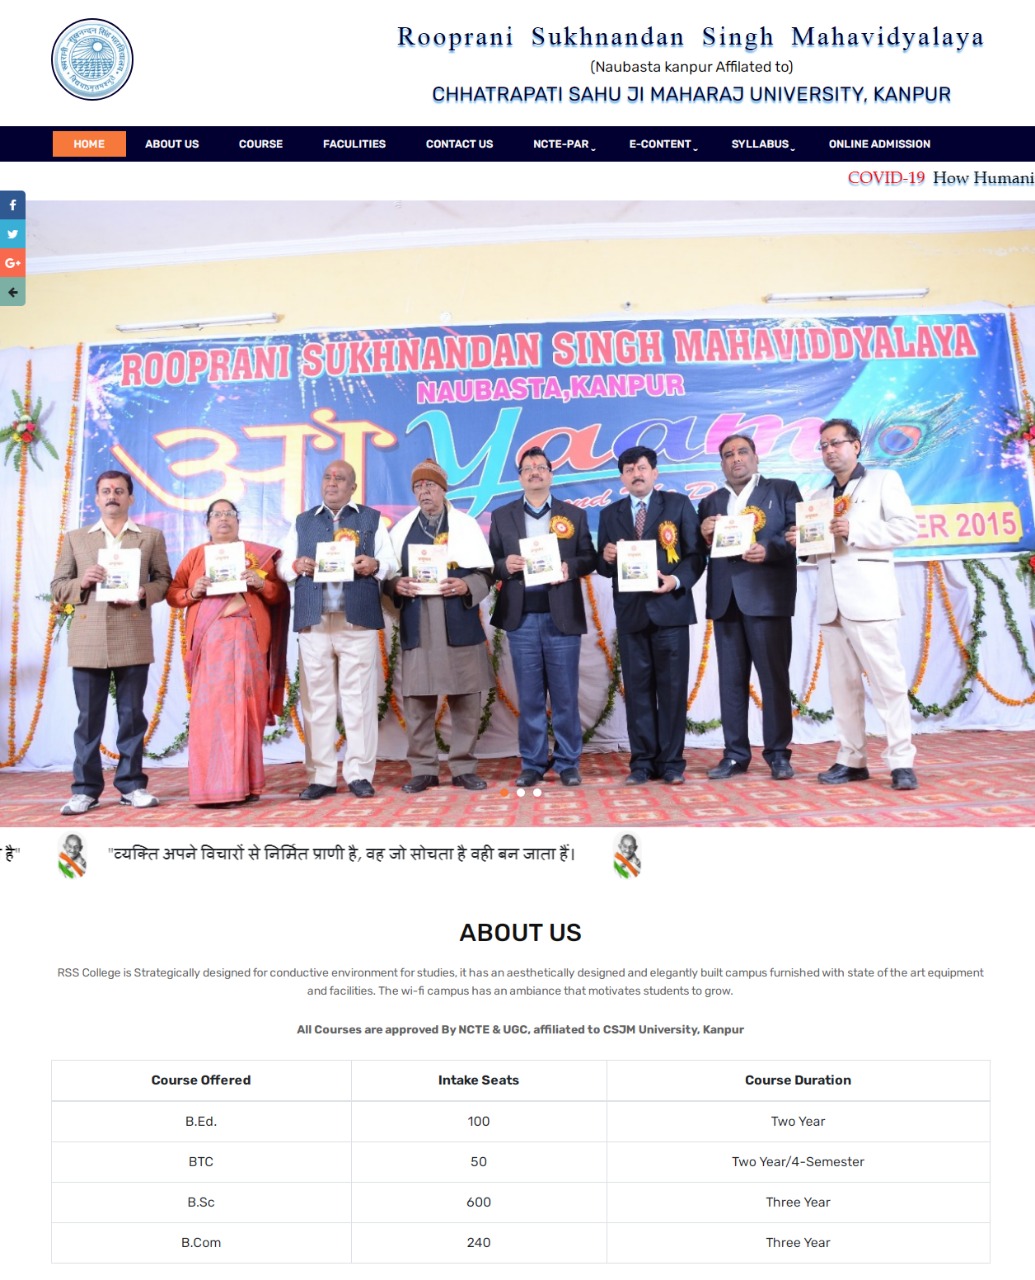 Rooprani Sukhnandan Singh Mahavidyalaya
(Naubasta kanpur Affilated to)
CHHATRAPATI SAHU JI MAHARAJ UNIVERSITY, KANPUR
HOME ABOUT US COURSE FACULITIES CONTACT US NCTE-PAR E-CONTENT SYLLABUS ONLINE ADMISSION
COVID-19 How Humani
ROOPRANI SUKHNANDAN SINGH MAHAVIDDYALAYA
NAUBASTA,KANPUR
आ Yaam
ER 2015
है" "व्यक्ति अपने विचारों से निर्मित प्राणी है, वह जो सोचता है वही बन जाता हैं।
ABOUT US
RSS College is Strategically designed for conductive environment for studies, it has an aesthetically designed and elegantly built campus furnished with state of the art equipment
and facilities. The wi-fi campus has an ambiance that motivates students to grow.
All Courses are approved By NCTE & UGC, affiliated to CSJM University, Kanpur
Course Offered Intake Seats Course Duration
B.Ed. 100 Two Year
BTC 50 Two Year/4-Semester
B.Sc 600 Three Year
B.Com 240 Three Year